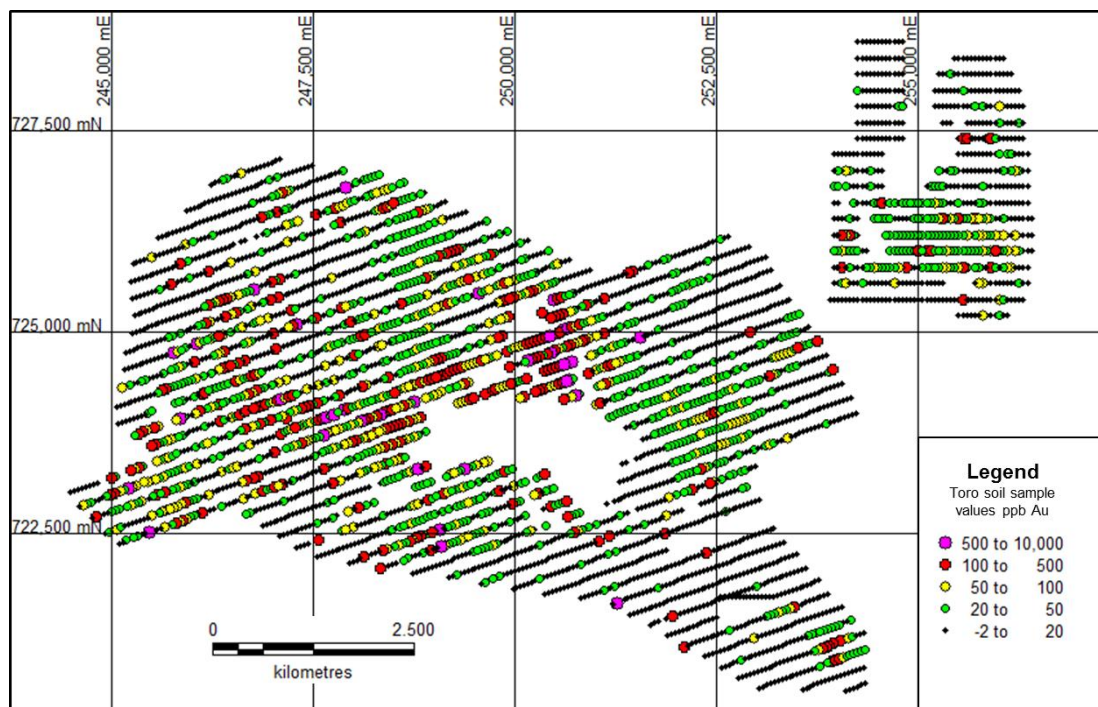 245,000 mE
247,500 mE
250,000 mE
252,500 mE
255,000 mE
727,500 mN
725,000 mN
722,500 mN
0 2.500
kilometres
Legend
Toro soil sample
values ppb Au
500 to 10,000
100 to 500
50 to 100
20 to 50
-2 to 20